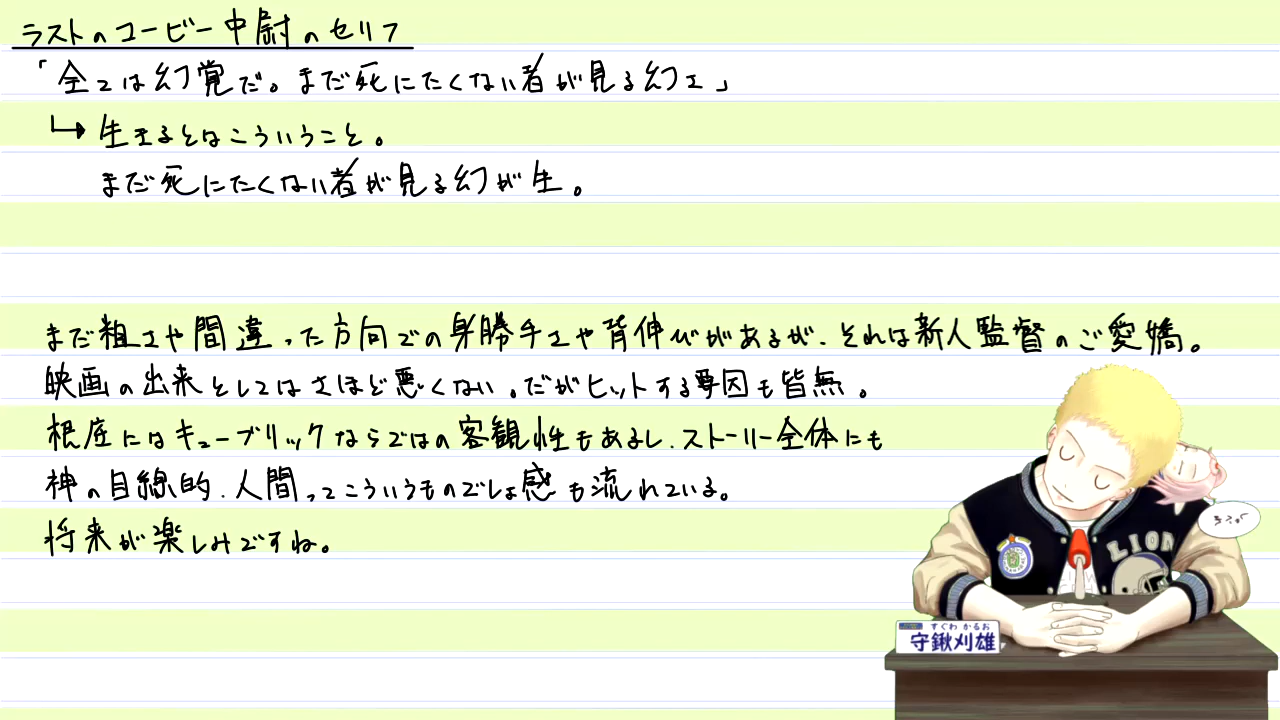 ラストのコービー中尉のセリフ
「全ては幻覚だ。まだ死にたくない者が見る幻さ」
↳生きるとはこういうこと。
まだ死にたくない者が見る幻が生。
まだ粗さや間違った方向での身勝手さや背伸びがあるが、それは新人監督のご愛嬌。
映画の出来としてはさほど悪くない。だがヒットする要因も皆無。
根底にはキューブリックならではの客観性もあるし、ストーリー全体にも
神の目線的、人間ってこういうものでしょ感も流れている。
将来が楽しみですね。
LION
すぐわ かるお
守鍬刈雄